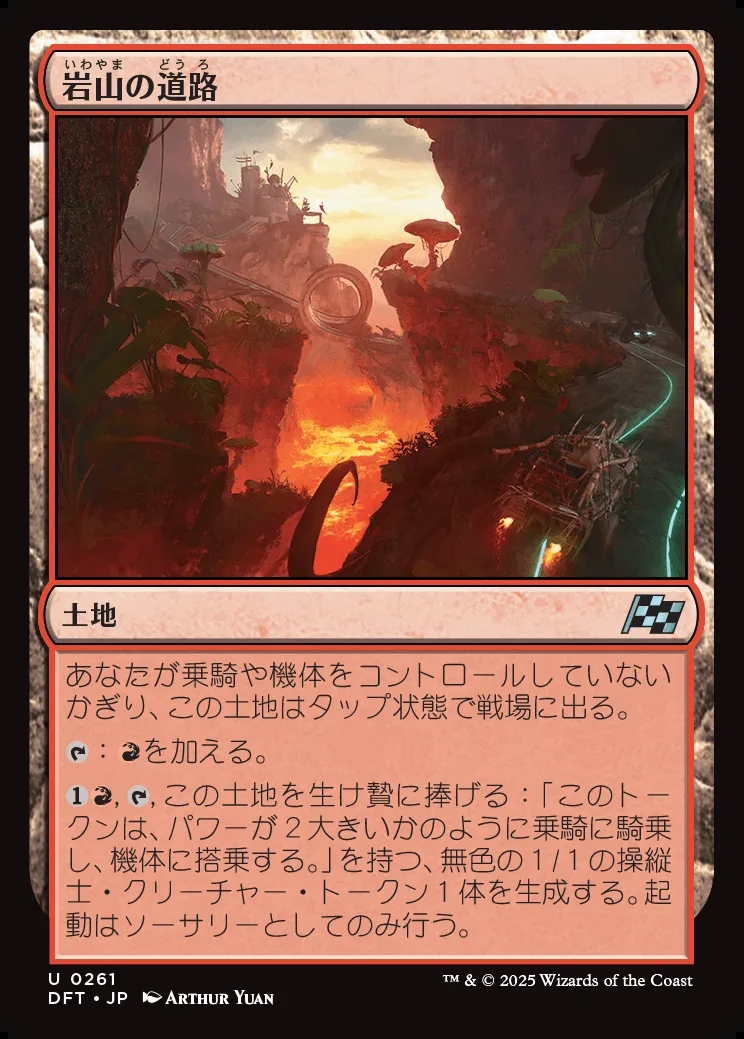 いわやま どうろ
岩山の道路
土地
あなたが乗騎や機体をコントロールしていない
かぎり、この土地はタップ状態で戦場に出る。
：を加える。
1, , この土地を生け贄に捧げる：「このトー
クンは、パワーが２大きいかのように乗騎に騎乗
し、機体に搭乗する。」を持つ、無色の１/１の操縦
士・クリーチャー・トークン１体を生成する。起
動はソーサリーとしてのみ行う。
U 0261
DFT • JP ARTHUR YUAN
™ & © 2025 Wizards of the Coast